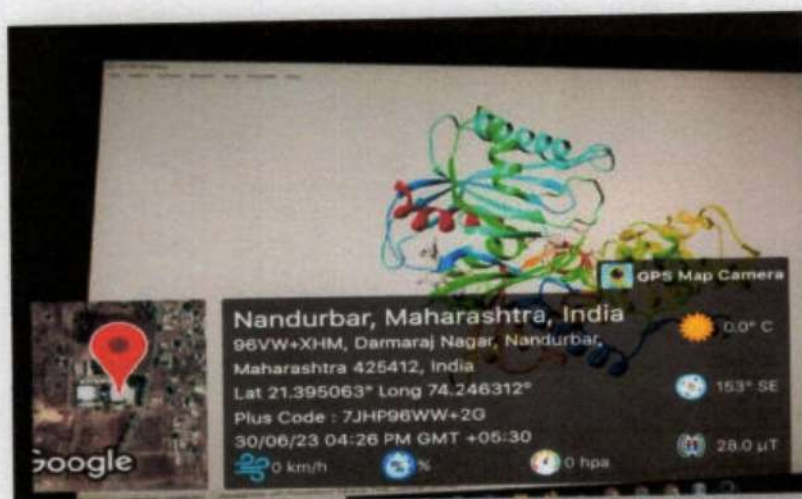 GPS Map Camera
Nandurbar, Maharashtra, India
96VW+XHM, Darmaraj Nagar, Nandurbar,
Maharashtra 425412, India
Lat 21.395063° Long 74.246312°
Plus Code : 7JHP96WW+2G
30/06/23 04:26 PM GMT +05:30
0.0° C
153° SE
28.0 µT
0 km/h
%
0 hpa
Google